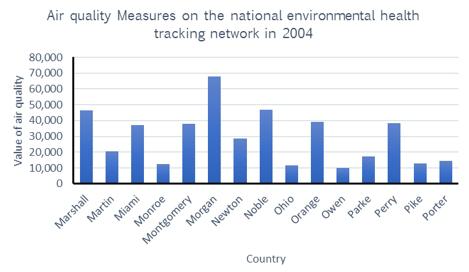 Air quality Measures on the national environmental health
tracking network in 2004
80,000
70,000
60,000
50,000
40,000
30,000
20,000
10,000
0
Value of air quality
Marshall
Martin
Miami
Monroe
Montgomery
Morgan
Newton
Noble
Ohio
Orange
Owen
Parke
Perry
Pike
Porter
Country